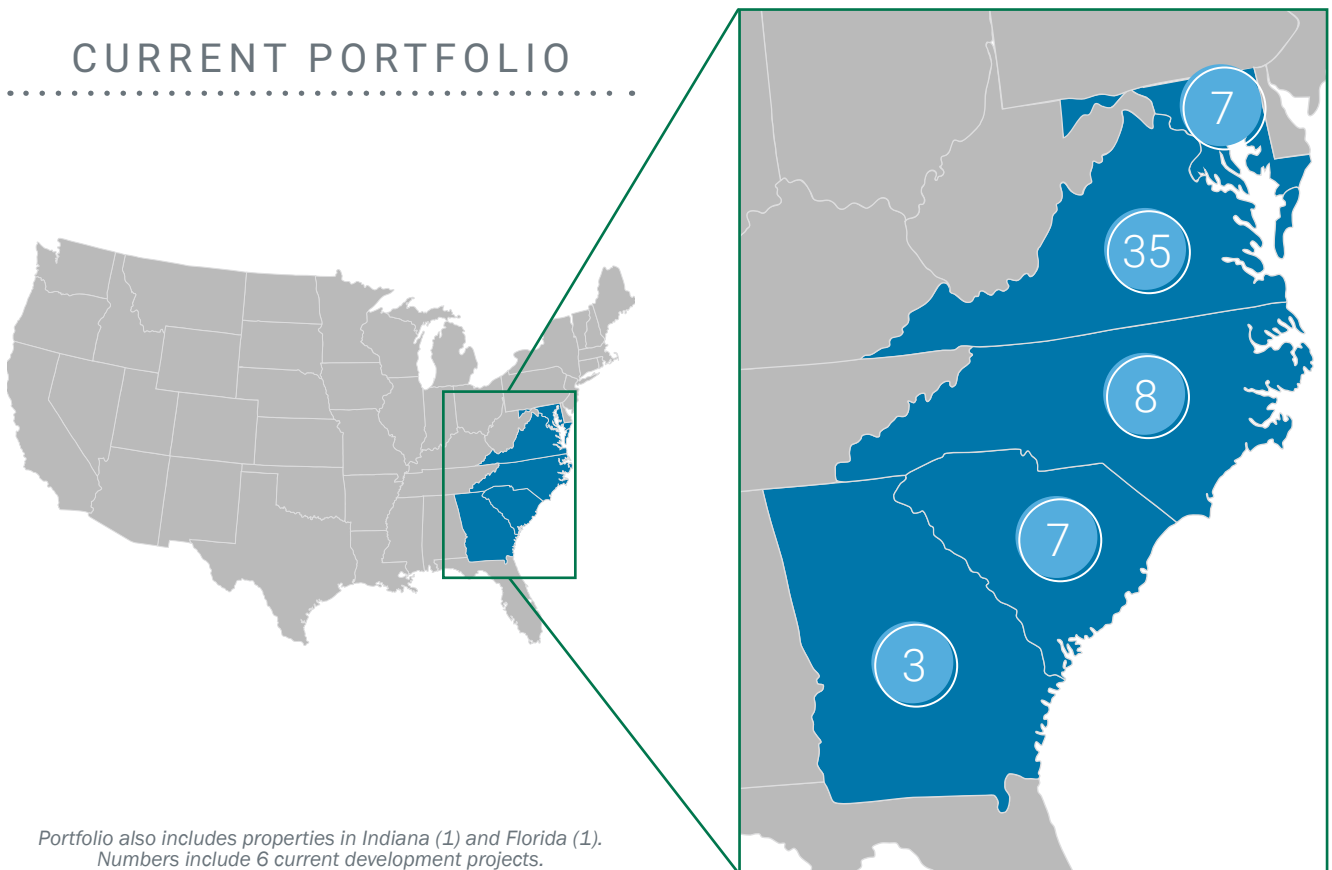 CURRENT PORTFOLIO
7
35
8
7
3
Portfolio also includes properties in Indiana (1) and Florida (1).
Numbers include 6 current development projects.